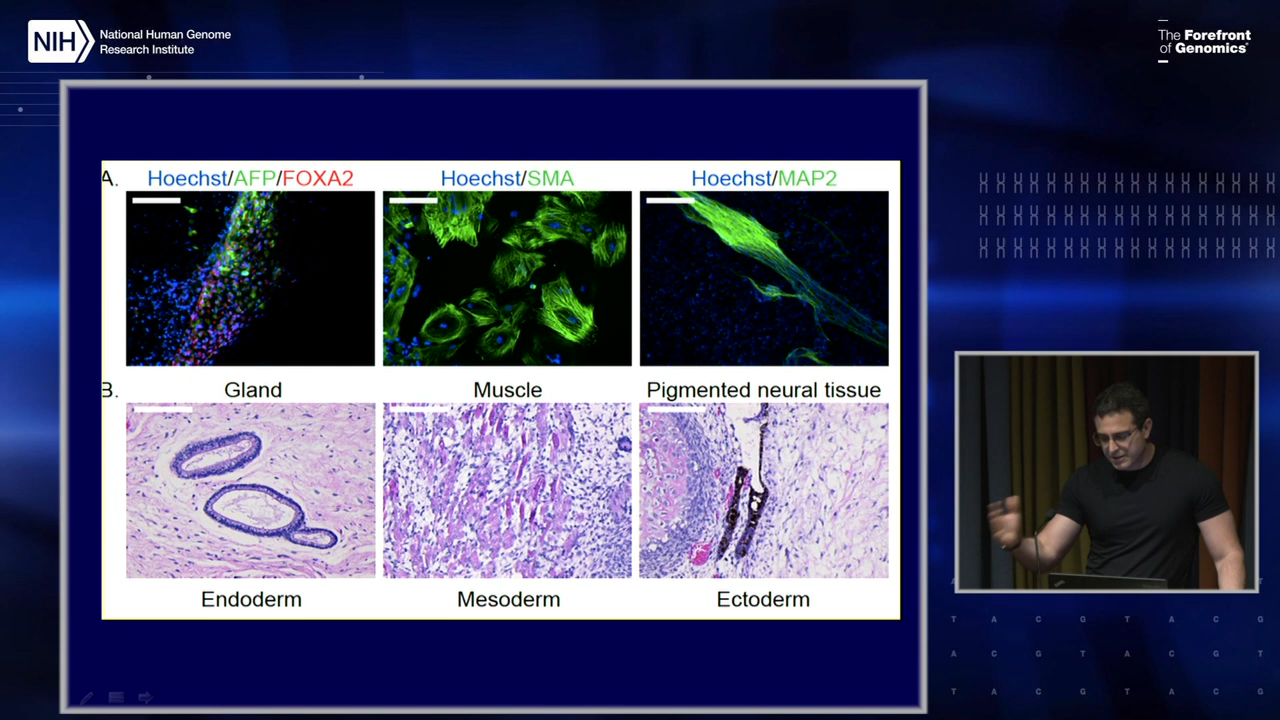 NIH
National Human Genome
Research Institute
The Forefront
of Genomics®
A.
Hoechst/AFP/FOXA2
Hoechst/SMA
Hoechst/MAP2
B.
Gland
Muscle
Pigmented neural tissue
Endoderm
Mesoderm
Ectoderm
T A C G T A C G
A C G T A C G T
T A C G T A C G